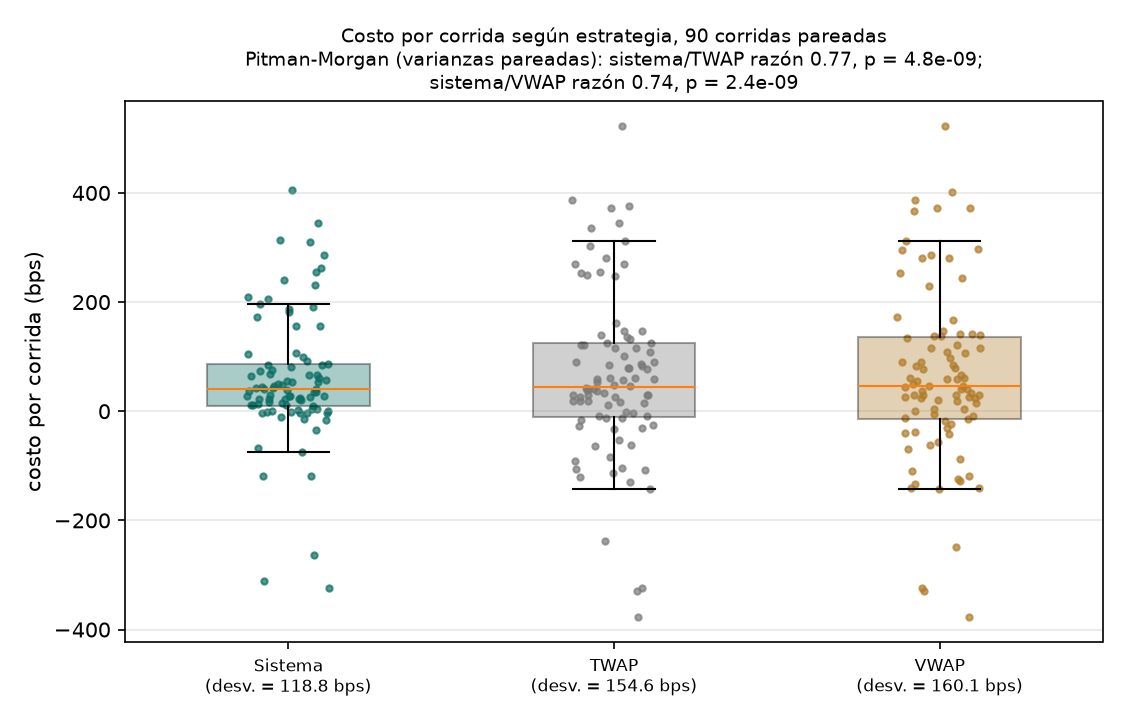 Costo por corrida según estrategia, 90 corridas pareadas
Pitman-Morgan (varianzas pareadas): sistema/TWAP razón 0.77, p = 4.8e-09;
sistema/VWAP razón 0.74, p = 2.4e-09
costo por corrida (bps)
400
200
0
−200
−400
Sistema
(desv. = 118.8 bps)
TWAP
(desv. = 154.6 bps)
VWAP
(desv. = 160.1 bps)